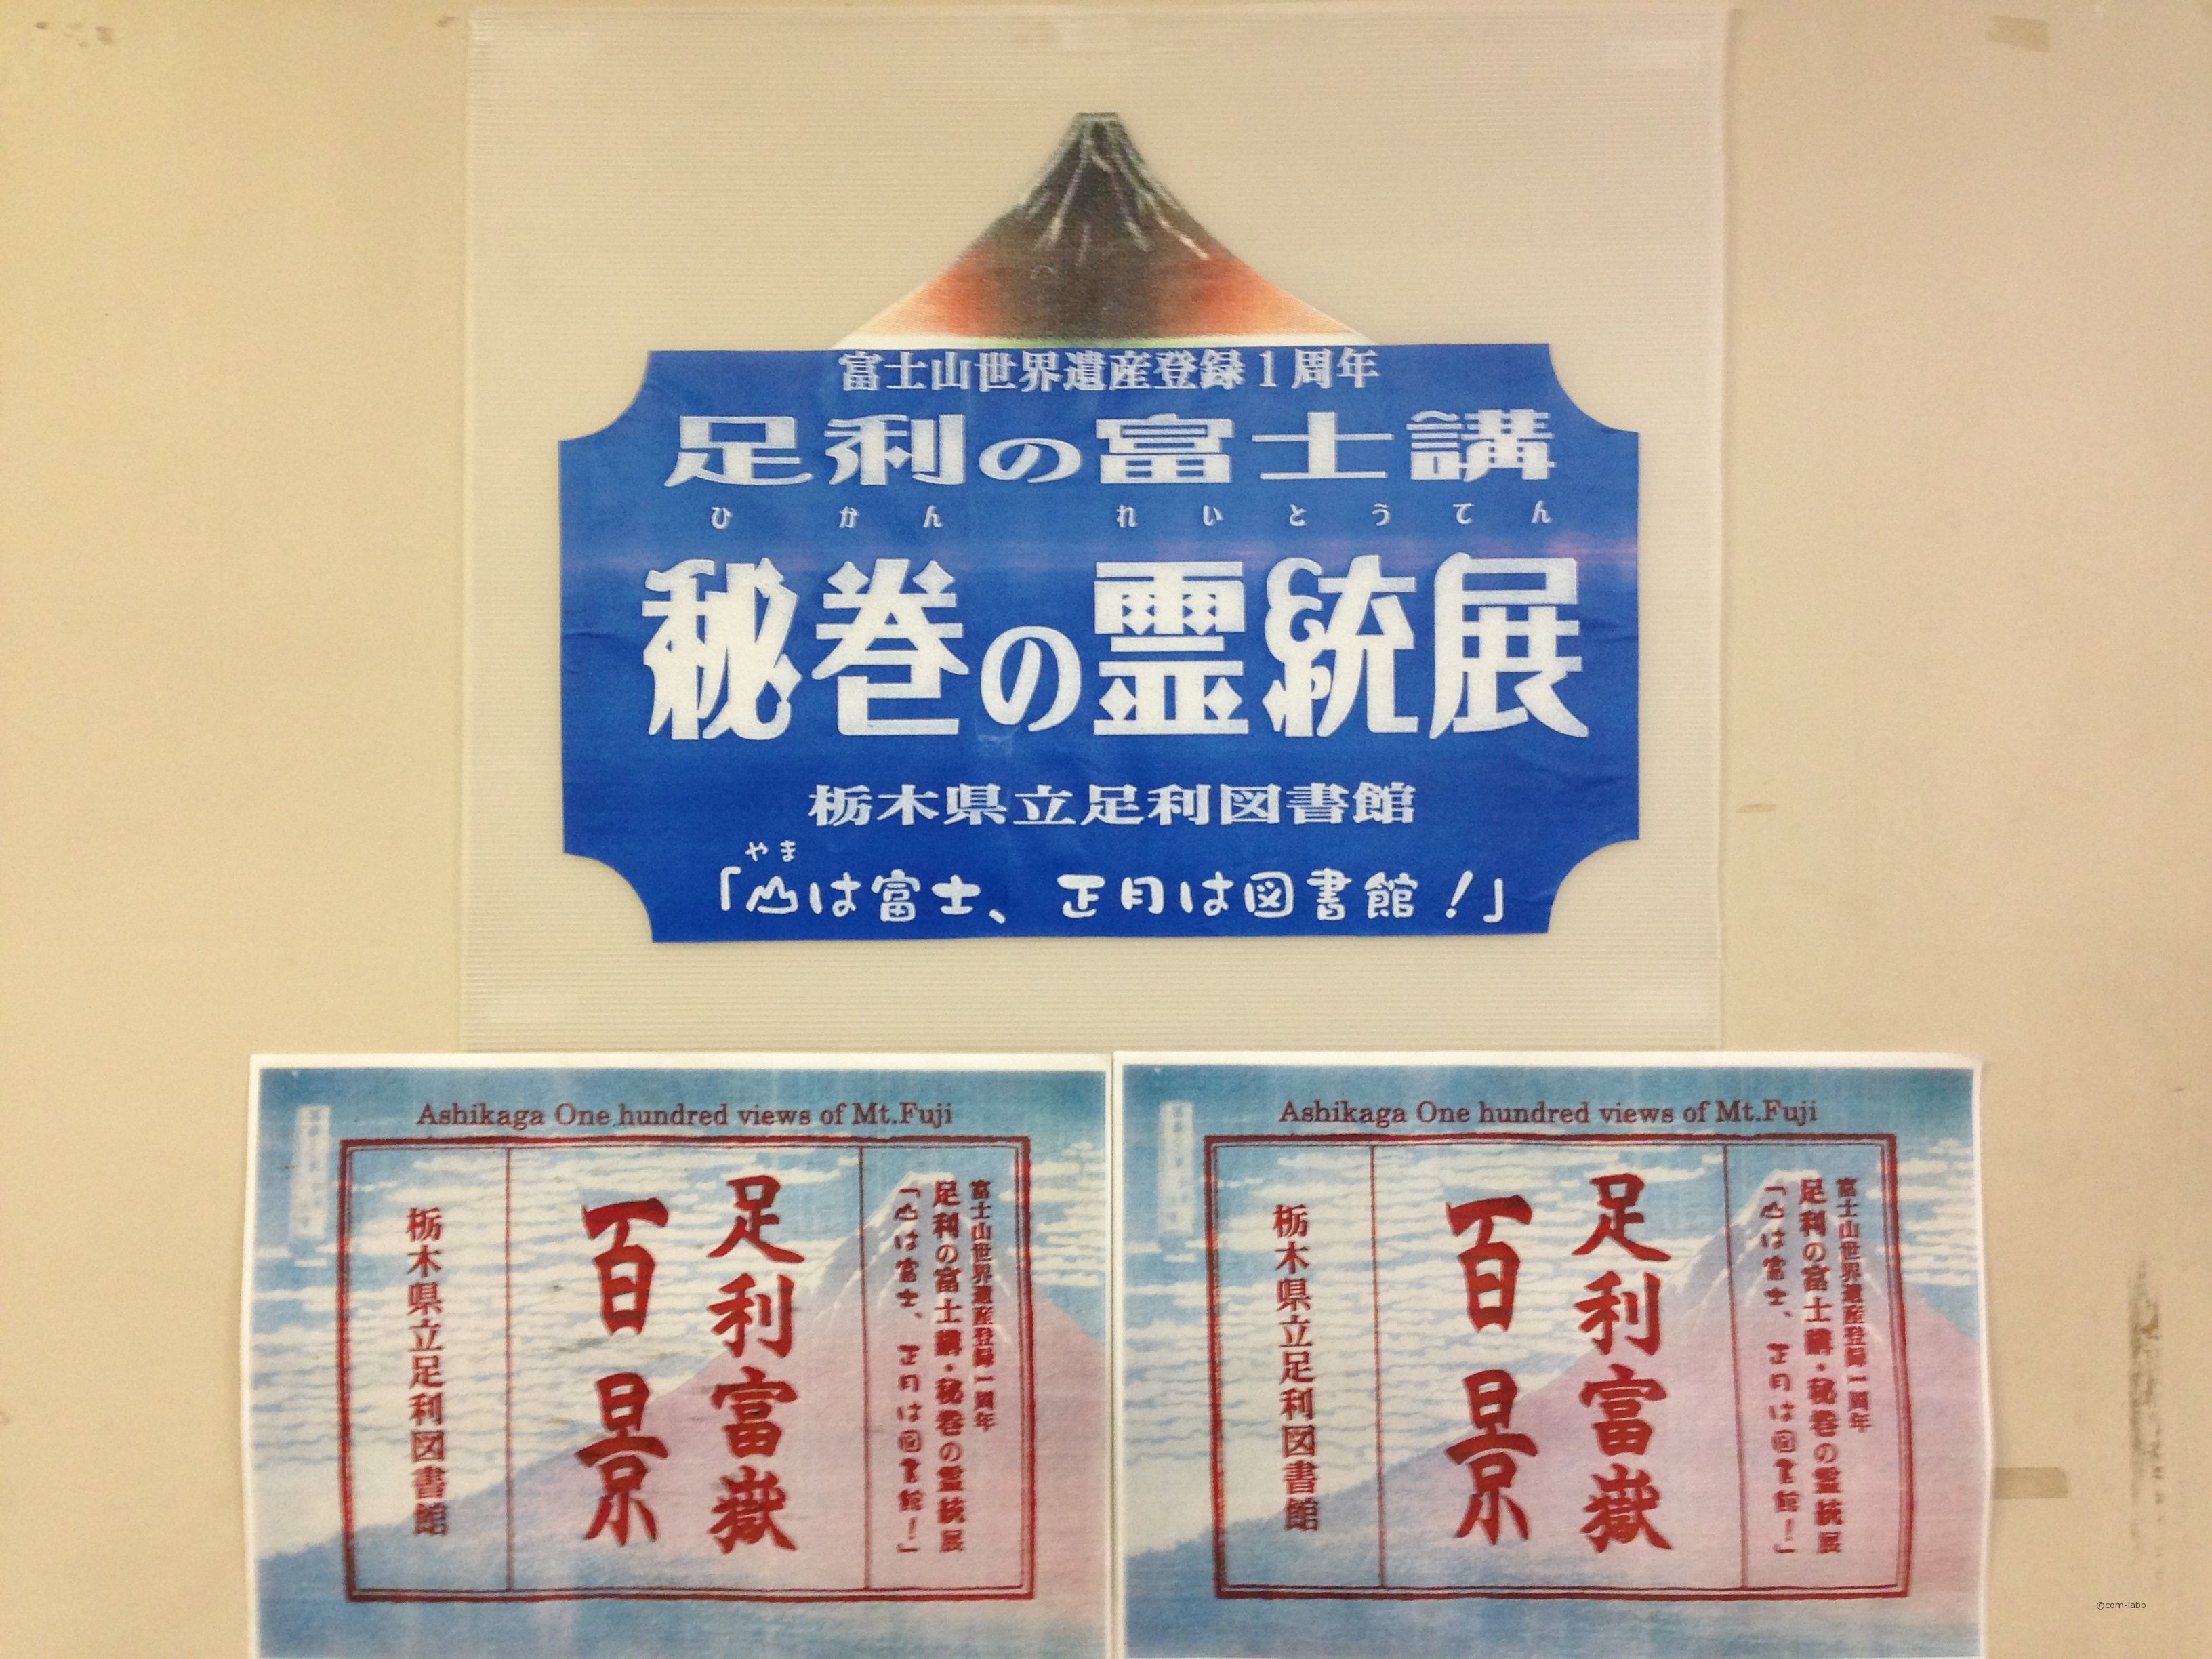 富士山世界遺産登録1周年
足利の富士講
ひかん れいとうてん
秘巻の霊統展
栃木県立足利図書館
やま
「山は富士、正月は図書館!」
Ashikaga One hundred views of Mt.Fuji
富士山世界遺産登録一周年
足利の富士講・秘巻の霊統展
「山は富士、正月は図書館!」
足利富嶽
百景
栃木県立足利図書館
Ashikaga One hundred views of Mt.Fuji
富士山世界遺産登録一周年
足利の富士講・秘巻の霊統展
「山は富士、正月は図書館!」
足利富嶽
百景
栃木県立足利図書館
©com-labo